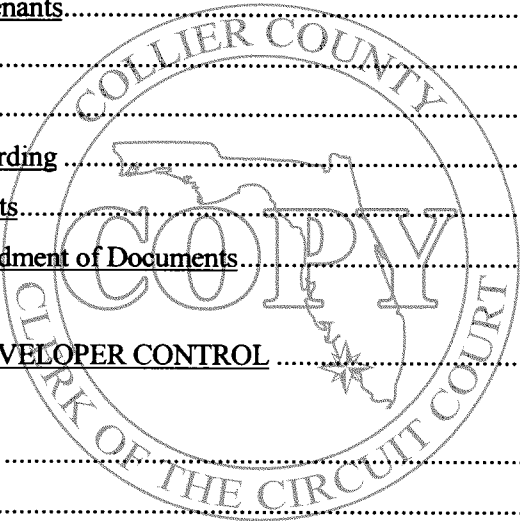 enants
COLLIER COUNTY
rding
ts
COPY
dment of Documents
VELOPER CONTROL
CLERK OF THE CIRCUIT COURT